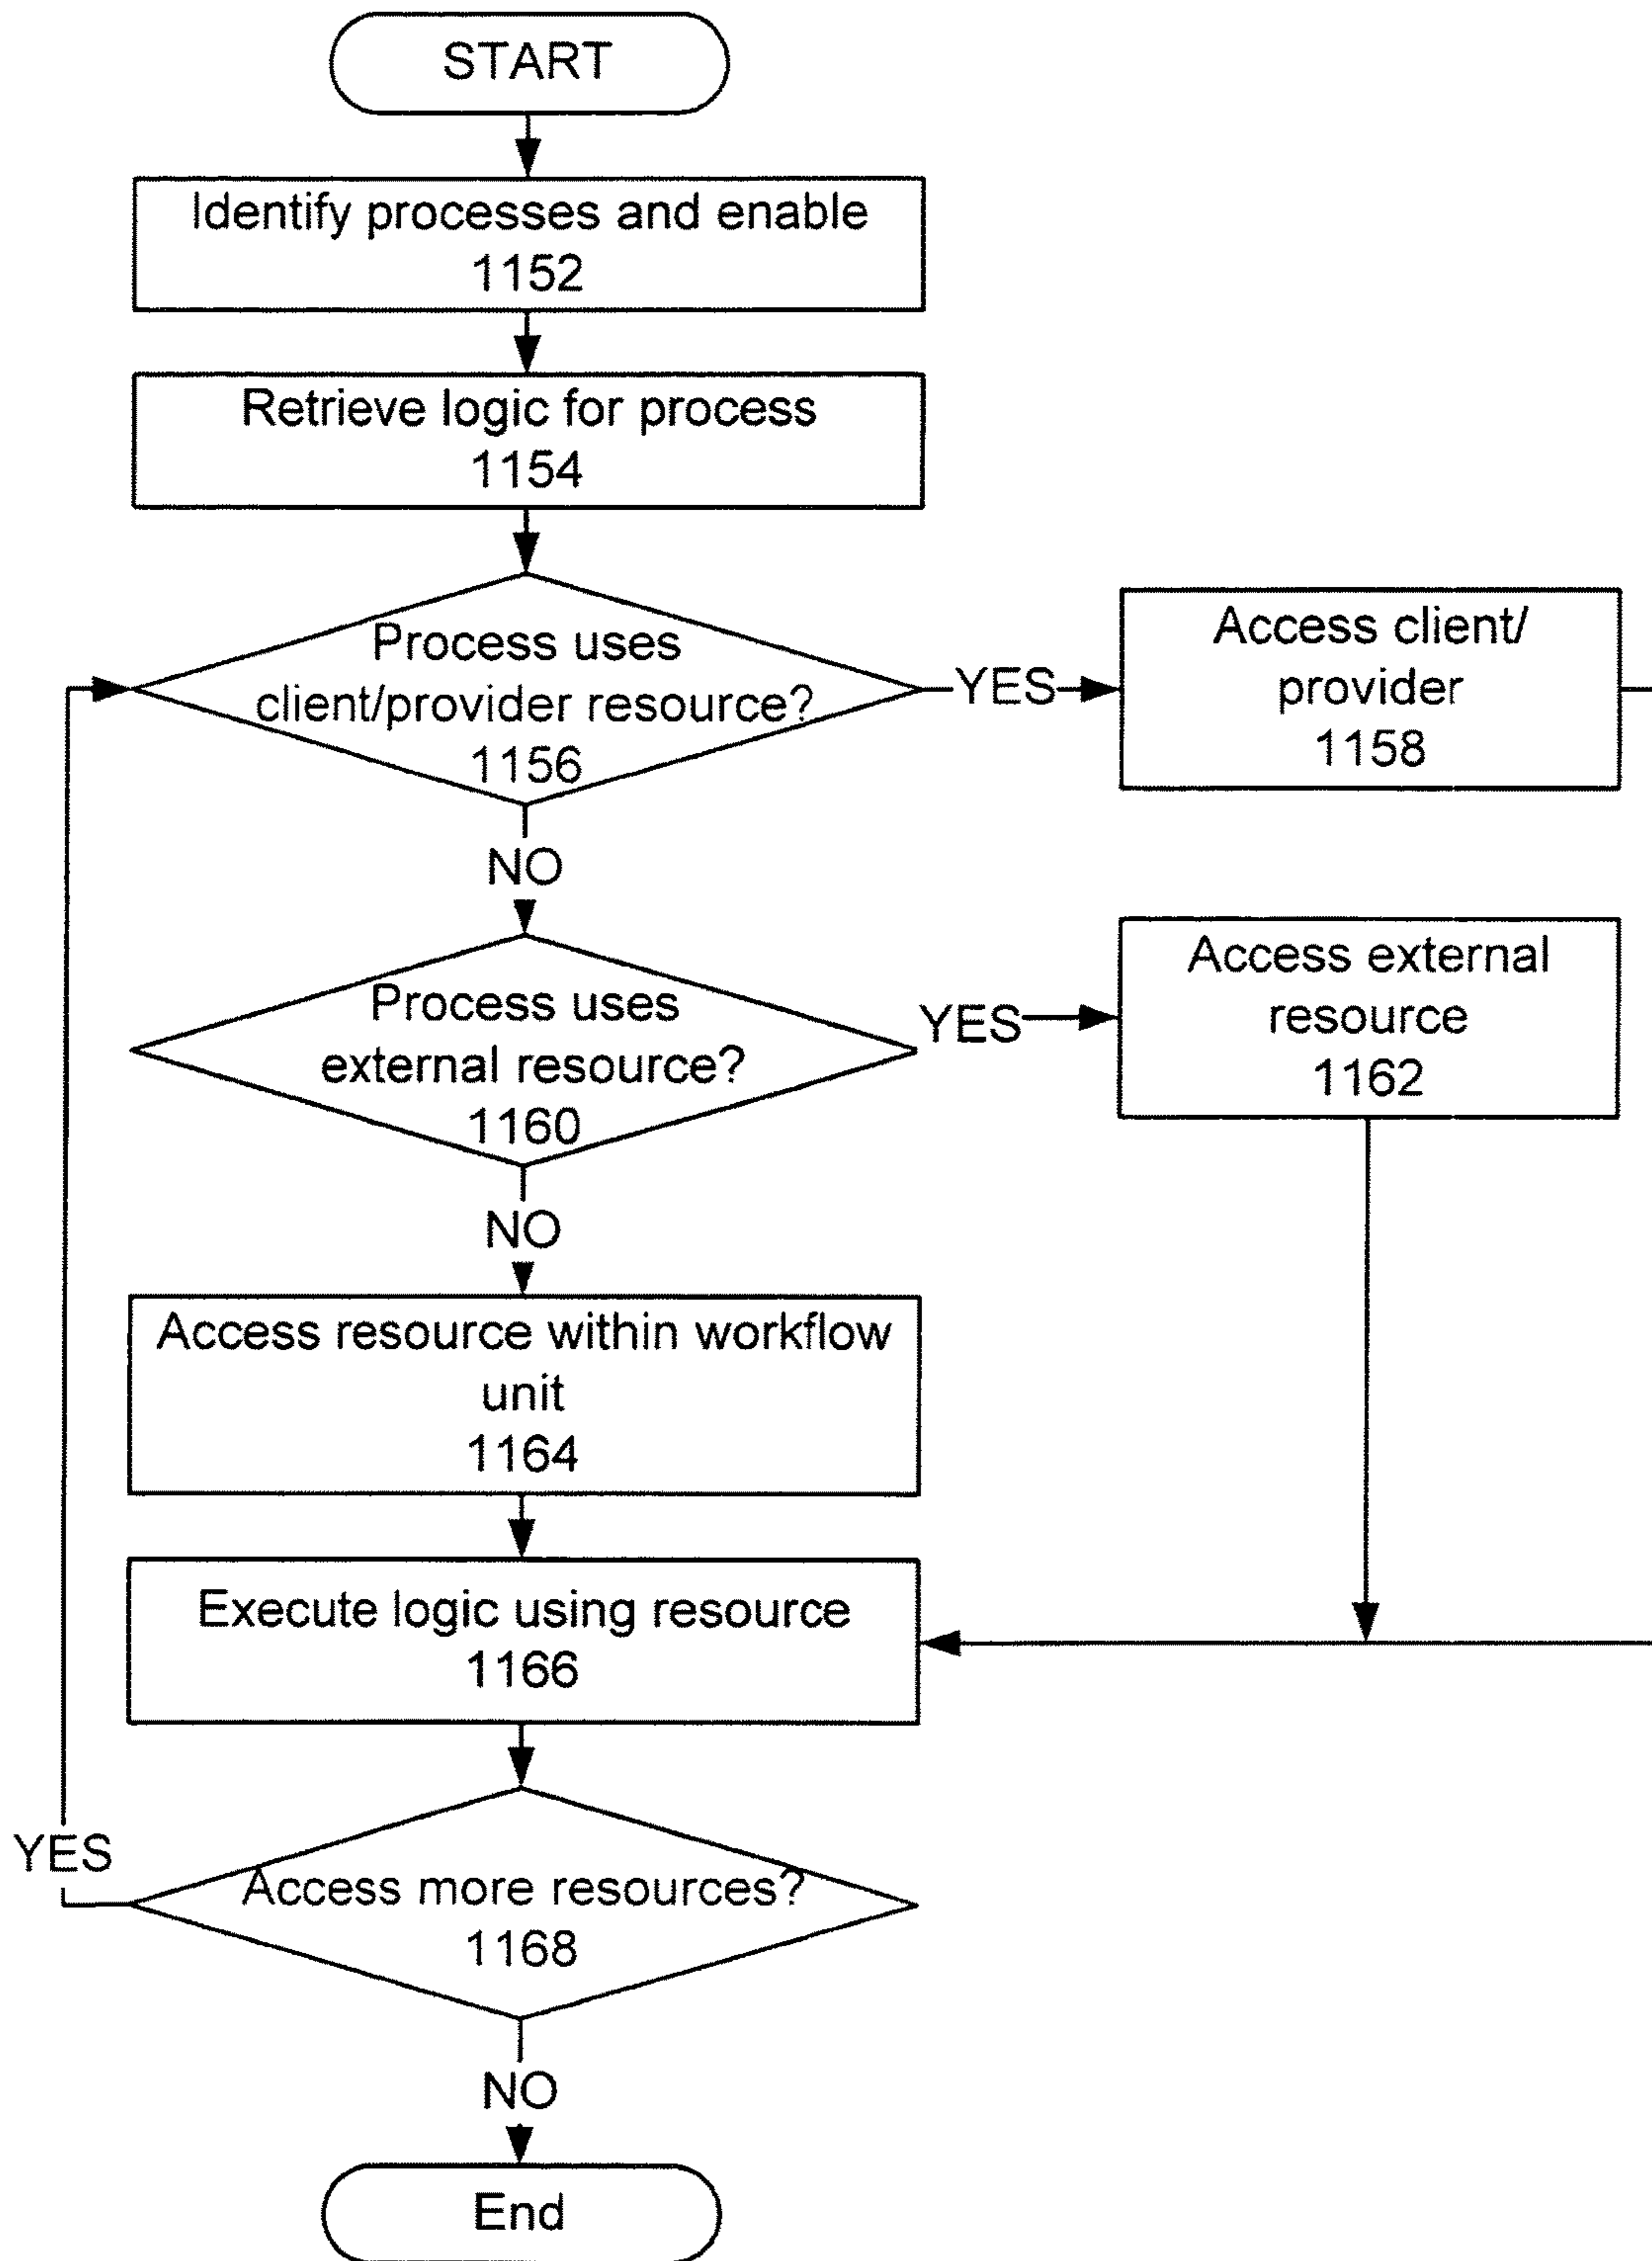 START
Identify processes and enable
1152
Retrieve logic for process
1154
Process uses
client/provider resource?
1156
YES
Access client/
provider
1158
NO
Process uses
external resource?
1160
YES
Access external
resource
1162
NO
Access resource within workflow
unit
1164
Execute logic using resource
1166
YES
Access more resources?
1168
NO
End